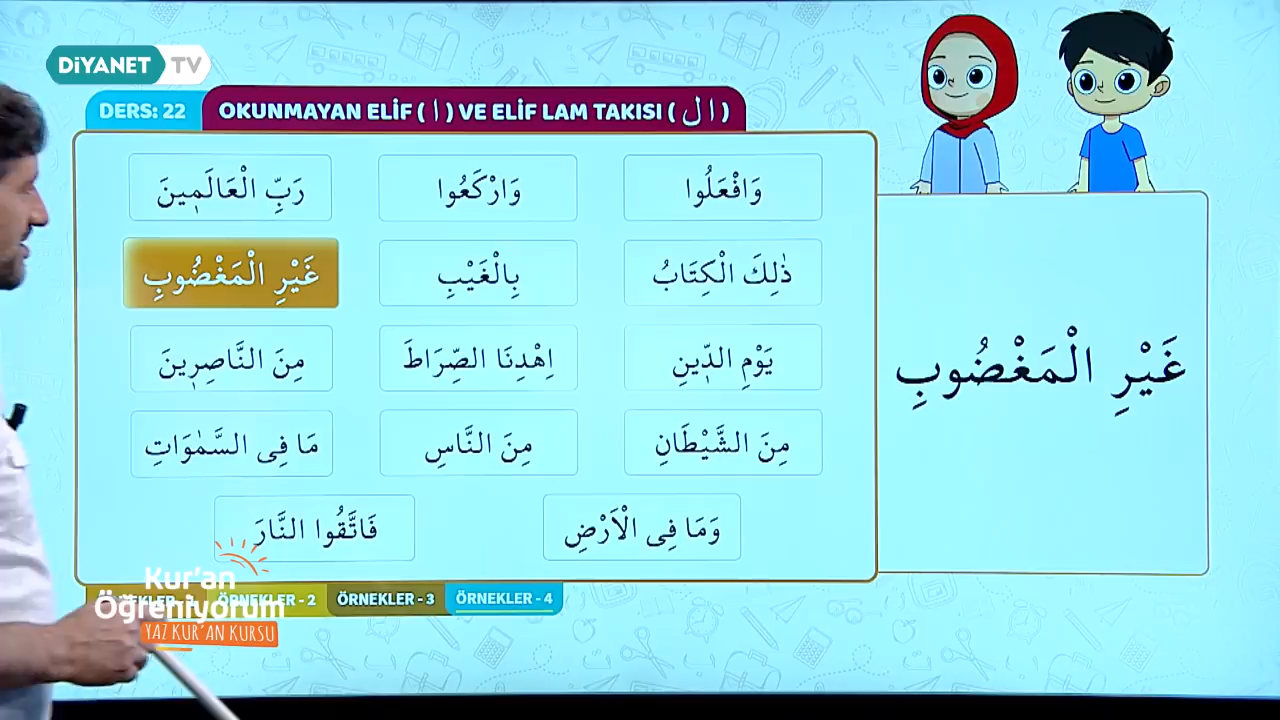 DİYANET TV
DERS: 22
OKUNMAYAN ELİF ( ا ) VE ELİF LAM TAKISI ( ال )
وَافْعَلُوا
وَارْكَعُوا
رَبِّ الْعَالَم۪ينَ
ذٰلِكَ الْكِتَابُ
بِالْغَيْبِ
غَيْرِ الْمَغْضُوبِ
يَوْمِ الدّ۪ينِ
اِهْدِنَا الصِّرَاطَ
مِنَ النَّاصِر۪ينَ
مِنَ الشَّيْطَانِ
مِنَ النَّاسِ
مَا فِى السَّمٰوَاتِ
وَمَا فِى الْاَرْضِ
فَاتَّقُوا النَّارَ
غَيْرِ الْمَغْضُوبِ
ÖRNEKLER - 2
ÖRNEKLER - 3
ÖRNEKLER - 4
Kur'an
Öğreniyorum
YAZ KUR'AN KURSU